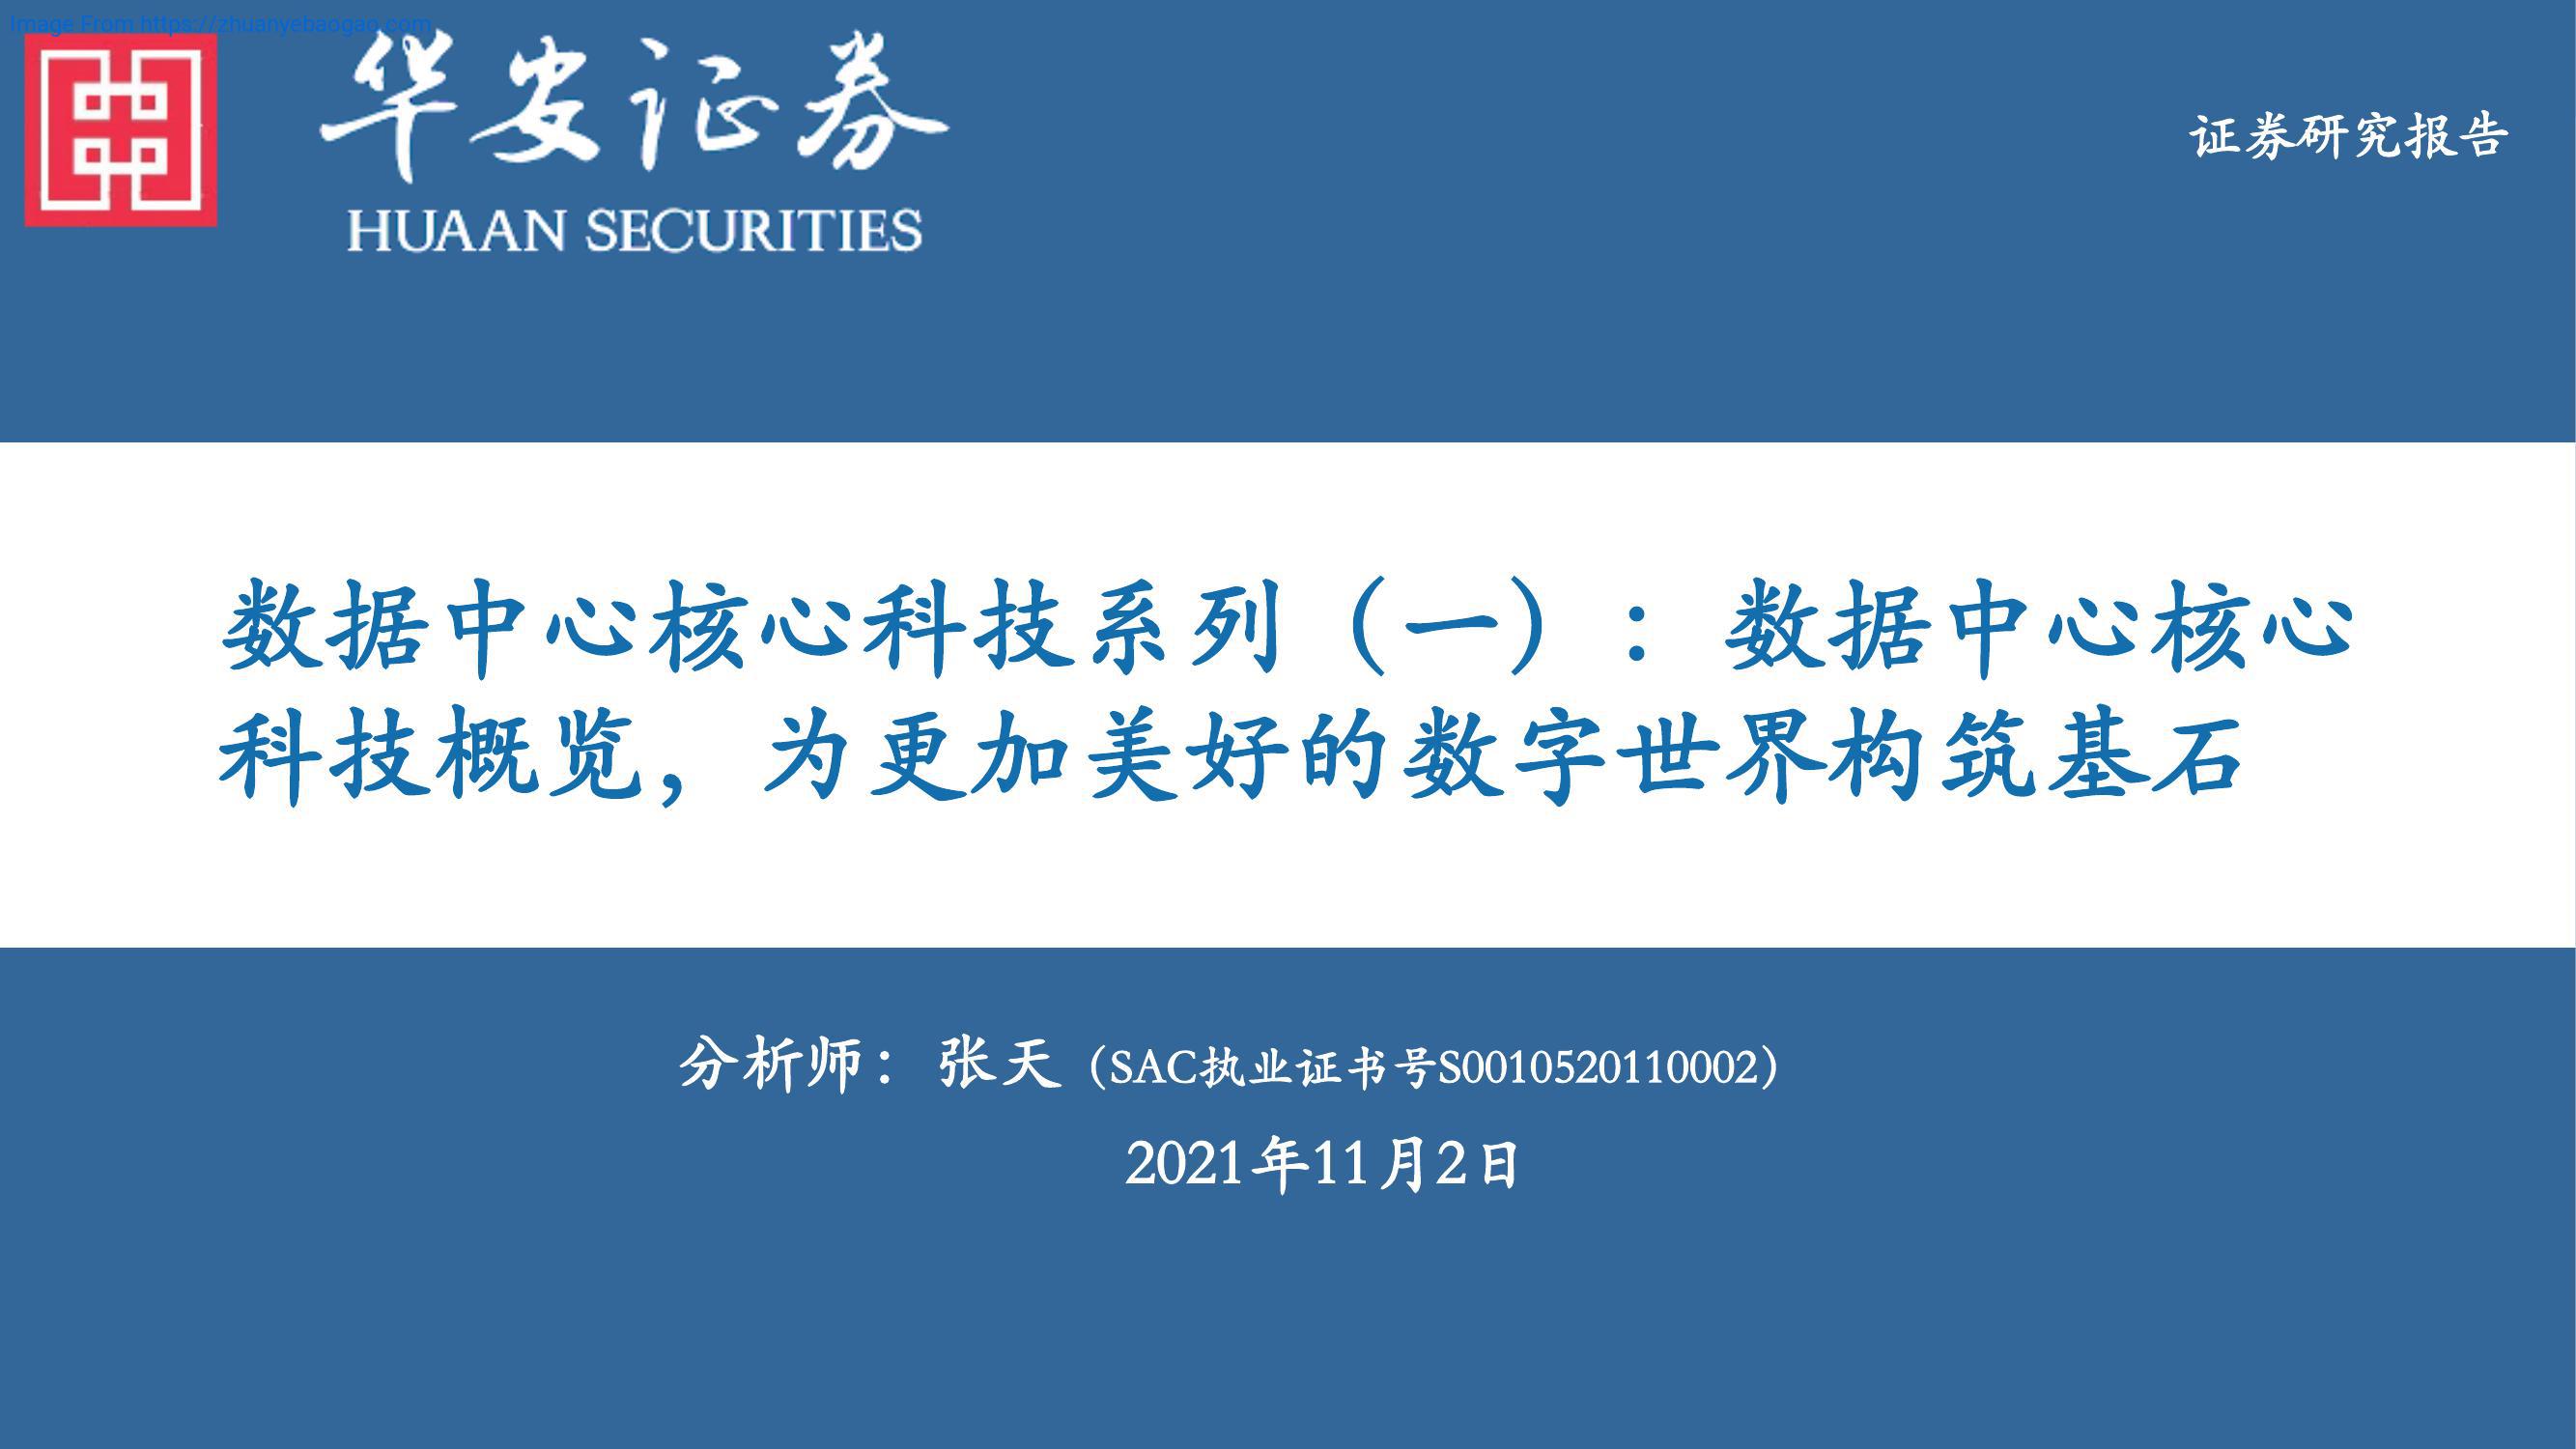 Image From https://zhuanyebaogao.com
华安证券
HUAAN SECURITIES
证券研究报告
数据中心核心科技系列（一）：数据中心核心
科技概览，为更加美好的数字世界构筑基石
分析师：张天（SAC执业证书号S0010520110002）
2021年11月2日